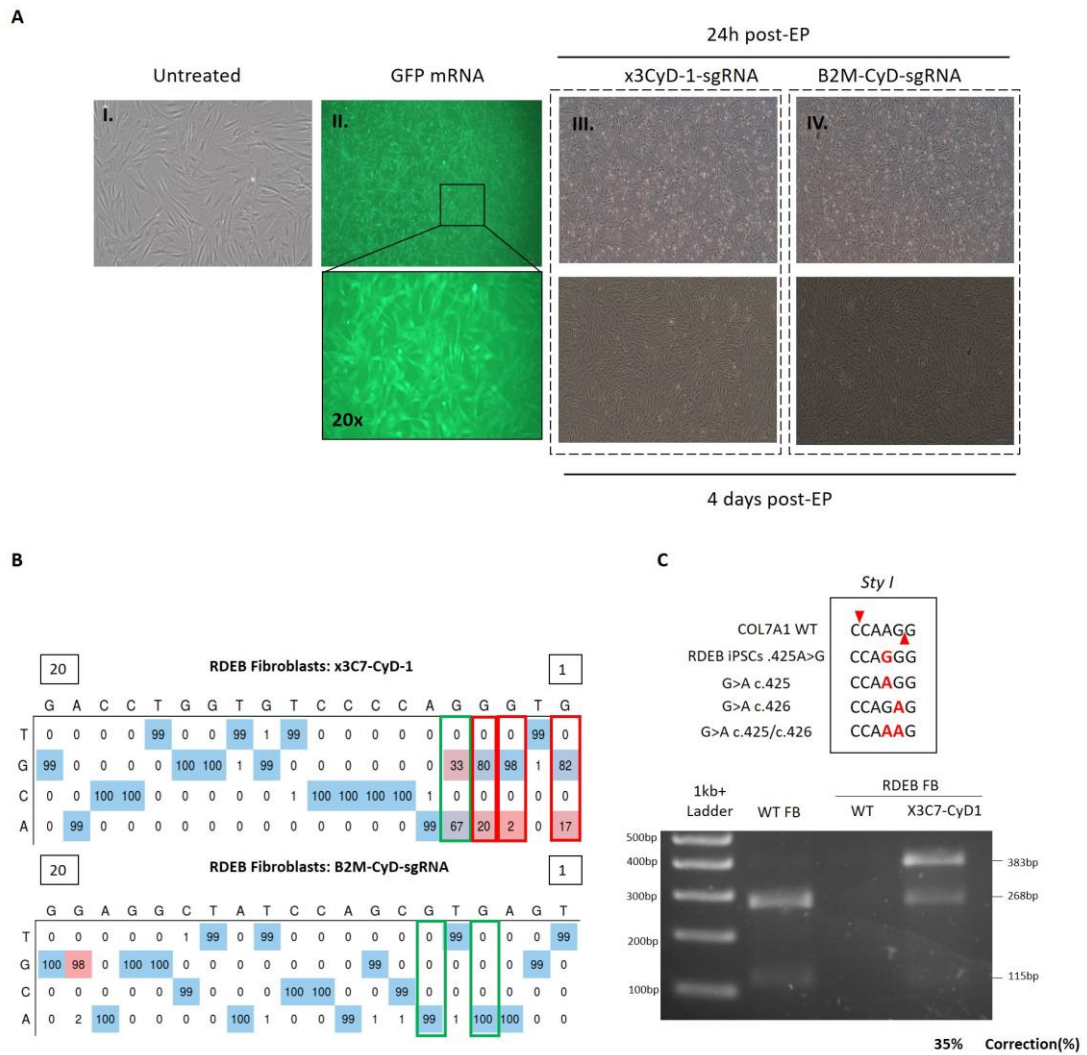 A
24h post-EP
Untreated GFP mRNA x3CyD-1-sgRNA B2M-CyD-sgRNA
I. II. III. IV.
20x
4 days post-EP
B
20 RDEB Fibroblasts: x3C7-CyD-1 1
G A C C T G G T G T C C C C A G G G T G
T 0 0 0 0 99 0 0 99 1 99 0 0 0 0 0 0 0 0 99 0
G 99 0 0 0 0 100 100 1 99 0 0 0 0 0 0 33 80 98 1 82
C 0 0 100 100 0 0 0 0 0 1 100 100 100 100 1 0 0 0 0 0
A 0 99 0 0 0 0 0 0 0 0 0 0 0 0 99 67 20 2 0 17
20 RDEB Fibroblasts: B2M-CyD-sgRNA 1
G G A G G C T A T C C A G C G T G A G T
T 0 0 0 0 0 1 99 0 99 0 0 0 0 0 0 99 0 0 0 99
G 100 98 0 100 100 0 0 0 0 0 0 0 99 0 0 0 0 0 99 0
C 0 0 0 0 0 99 0 0 0 100 100 0 0 99 0 0 0 0 0 0
A 0 2 100 0 0 0 0 100 1 0 0 99 1 1 99 1 100 100 0 0
C
Sty I
COL7A1 WT CCAAGG
RDEB iPSCs .425A>G CCAGGG
G>A c.425 CCAAGG
G>A c.426 CCAGAG
G>A c.425/c.426 CCAAAG
RDEB FB
1kb+ Ladder WT FB WT X3C7-CyD1
500bp
400bp 383bp
300bp 268bp
200bp
100bp 115bp
35% Correction(%)